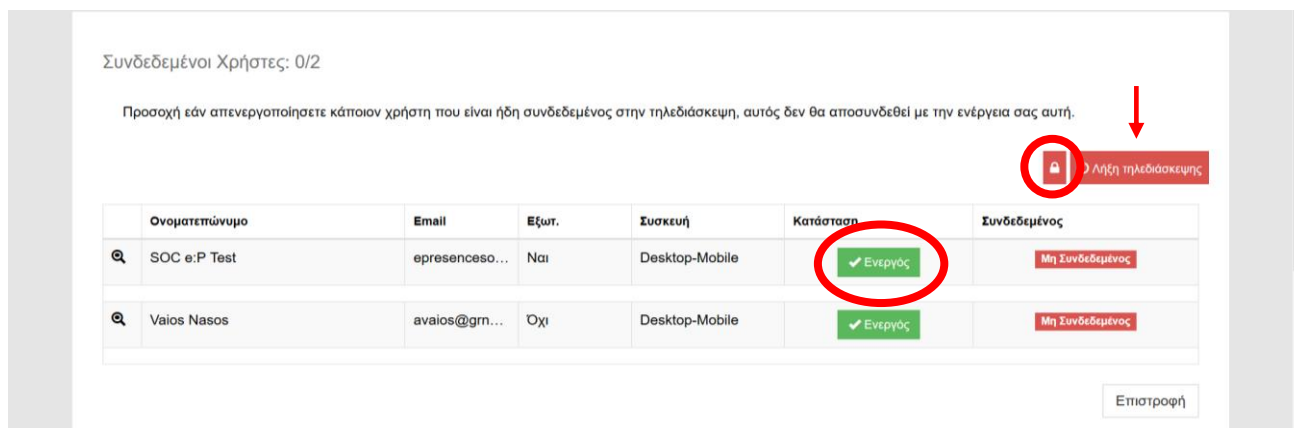 Συνδεδεμένοι Χρήστες: 0/2
Προσοχή εάν απενεργοποίησετε κάποιον χρήστη που είναι ήδη συνδεδεμένος στην τηλεδιάσκεψη, αυτός δεν θα αποσυνδεθεί με την ενέργεια σας αυτή.
Λήξη τηλεδιάσκεψης
Ονοματεπώνυμο Email Εξωτ. Συσκευή Κατάσταση Συνδεδεμένος
SOC e:P Test epresenceso... Ναι Desktop-Mobile Ενεργός Μη Συνδεδεμένος
Vaios Nasos avaios@grn... Όχι Desktop-Mobile Ενεργός Μη Συνδεδεμένος
Επιστροφή